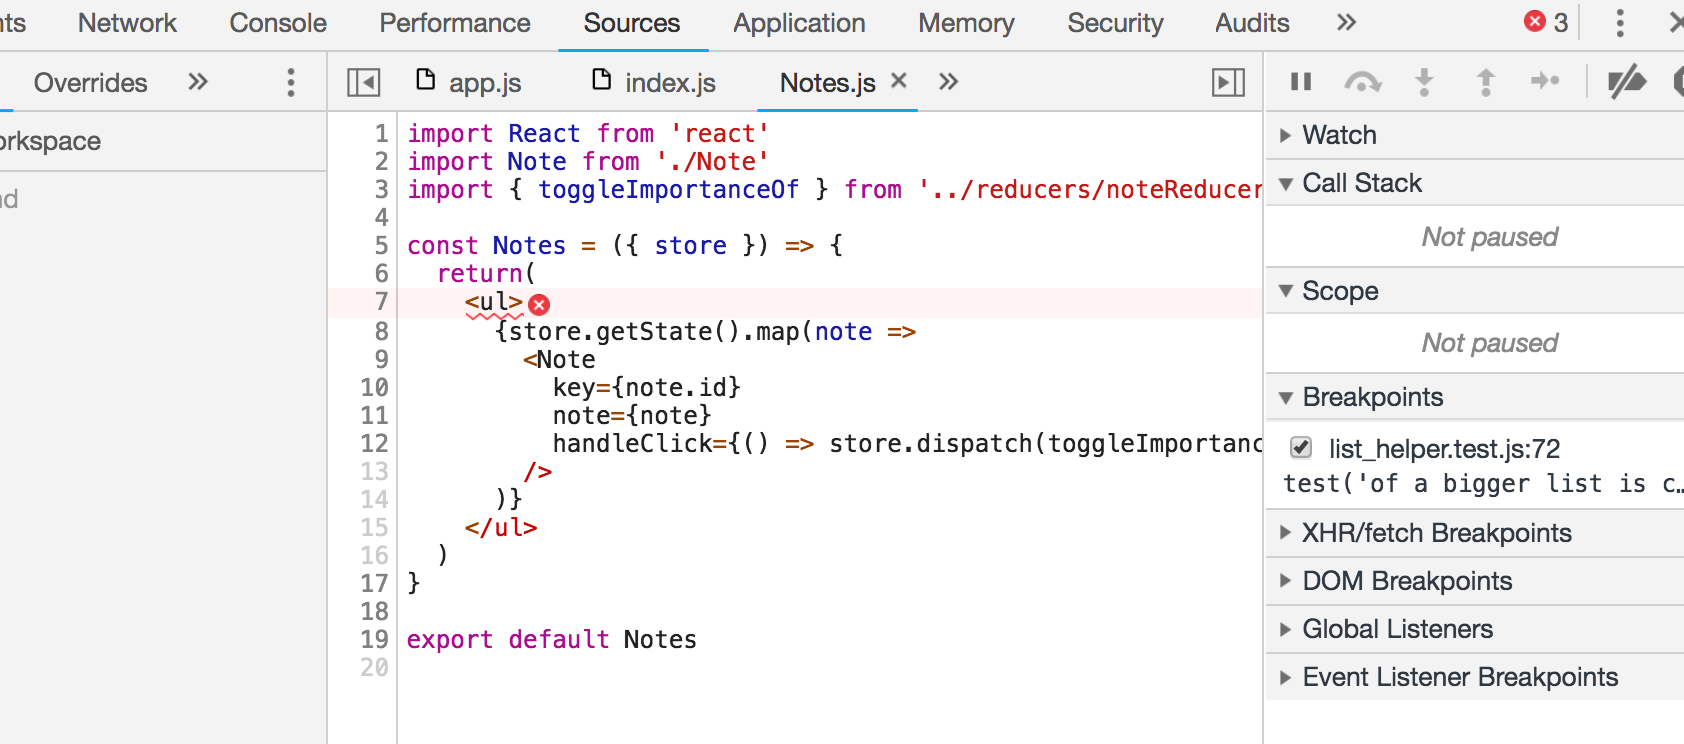 nts Network Console Performance Sources Application Memory Security Audits » 3
Overrides »
app.js index.js Notes.js × »
orkspace
nd
1 import React from 'react'
2 import Note from './Note'
3 import { toggleImportanceOf } from '../reducers/noteReducer
4
5 const Notes = ({ store }) => {
6 return(
7 <ul>
8 {store.getState().map(note =>
9 <Note
10 key={note.id}
11 note={note}
12 handleClick={() => store.dispatch(toggleImportanc
13 />
14 )}
15 </ul>
16 )
17 }
18
19 export default Notes
20
Watch
Call Stack
Not paused
Scope
Not paused
Breakpoints
list_helper.test.js:72
test('of a bigger list is c…
XHR/fetch Breakpoints
DOM Breakpoints
Global Listeners
Event Listener Breakpoints